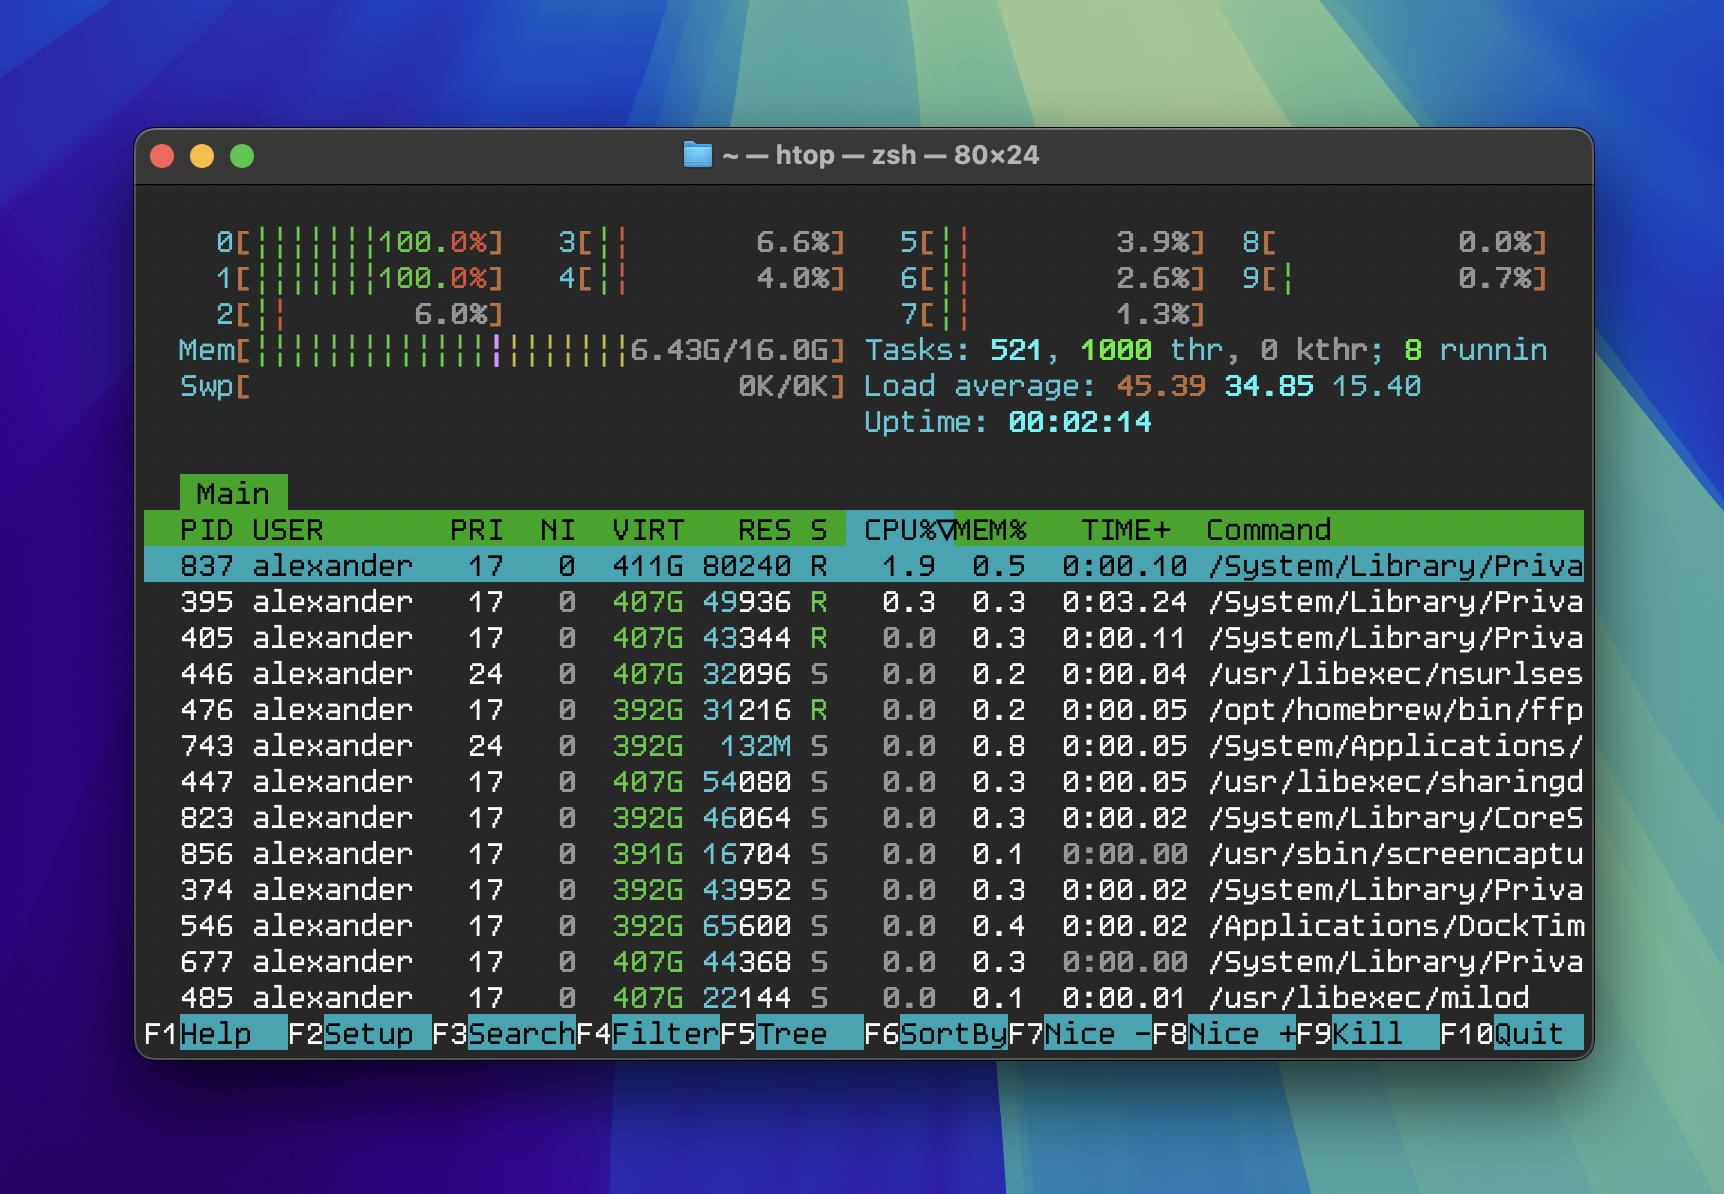 ~ — htop — zsh — 80×24
0[|||||||100.0%] 3[|| 6.6%] 5[|| 3.9%] 8[ 0.0%]
1[|||||||100.0%] 4[|| 4.0%] 6[|| 2.6%] 9[| 0.7%]
2[|| 6.0%] 7[|| 1.3%]
Mem[|||||||||||||||||||||6.43G/16.0G] Tasks: 521, 1000 thr, 0 kthr; 8 runnin
Swp[ 0K/0K] Load average: 45.39 34.85 15.40
Uptime: 00:02:14
Main
PID USER PRI NI VIRT RES S CPU%▽MEM% TIME+ Command
837 alexander 17 0 411G 80240 R 1.9 0.5 0:00.10 /System/Library/Priva
395 alexander 17 0 407G 49936 R 0.3 0.3 0:03.24 /System/Library/Priva
405 alexander 17 0 407G 43344 R 0.0 0.3 0:00.11 /System/Library/Priva
446 alexander 24 0 407G 32096 S 0.0 0.2 0:00.04 /usr/libexec/nsurlses
476 alexander 17 0 392G 31216 R 0.0 0.2 0:00.05 /opt/homebrew/bin/ffp
743 alexander 24 0 392G 132M S 0.0 0.8 0:00.05 /System/Applications/
447 alexander 17 0 407G 54080 S 0.0 0.3 0:00.05 /usr/libexec/sharingd
823 alexander 17 0 392G 46064 S 0.0 0.3 0:00.02 /System/Library/CoreS
856 alexander 17 0 391G 16704 S 0.0 0.1 0:00.00 /usr/sbin/screencaptu
374 alexander 17 0 392G 43952 S 0.0 0.3 0:00.02 /System/Library/Priva
546 alexander 17 0 392G 65600 S 0.0 0.4 0:00.02 /Applications/DockTim
677 alexander 17 0 407G 44368 S 0.0 0.3 0:00.00 /System/Library/Priva
485 alexander 17 0 407G 22144 S 0.0 0.1 0:00.01 /usr/libexec/milod
F1Help F2Setup F3SearchF4FilterF5Tree F6SortByF7Nice -F8Nice +F9Kill F10Quit